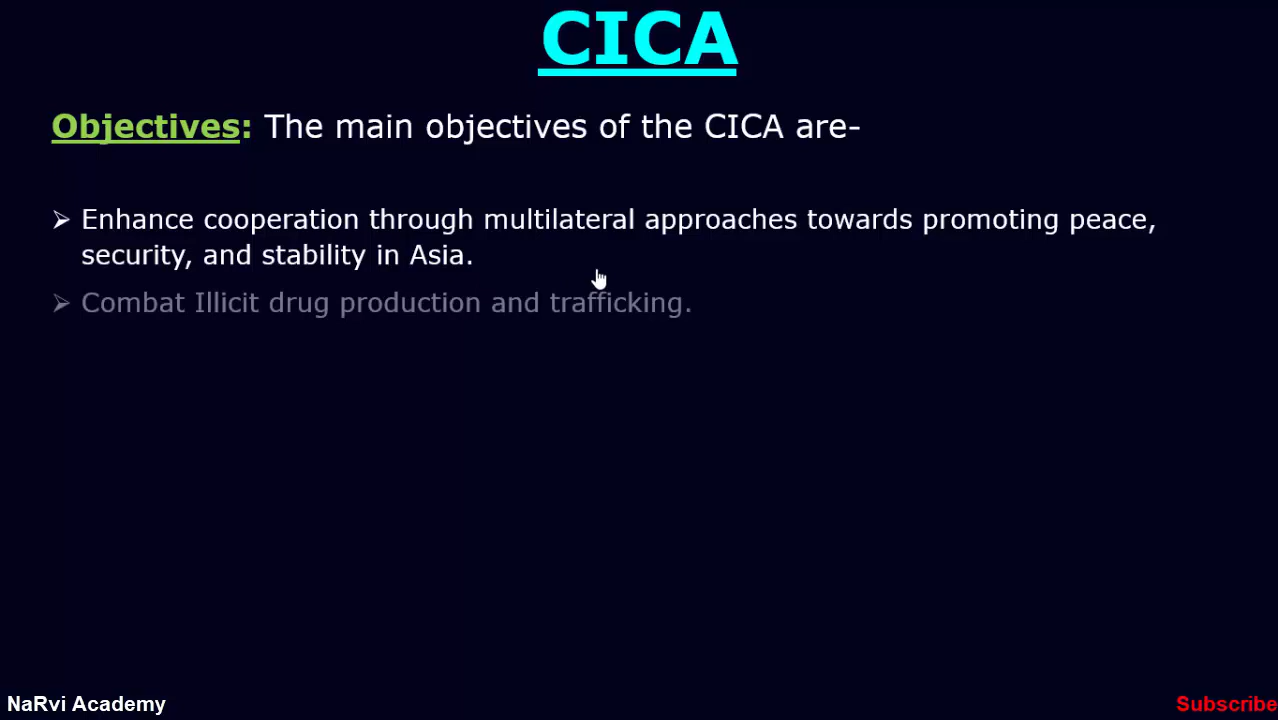 CICA
Objectives: The main objectives of the CICA are-
➢ Enhance cooperation through multilateral approaches towards promoting peace,
security, and stability in Asia.
➢ Combat Illicit drug production and trafficking.
NaRvi Academy
Subscribe